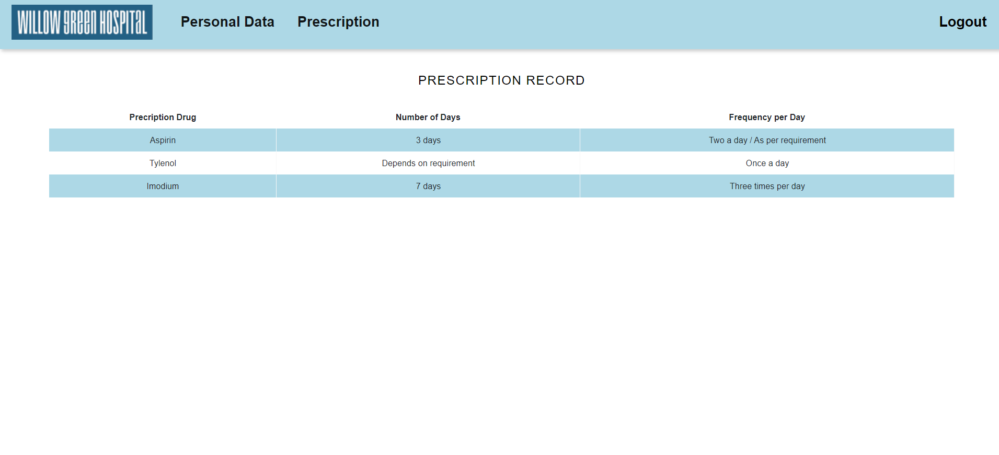 WILLOW GREEN HOSPITAL Personal Data Prescription Logout
PRESCRIPTION RECORD
Precription Drug Number of Days Frequency per Day
Aspirin 3 days Two a day / As per requirement
Tylenol Depends on requirement Once a day
Imodium 7 days Three times per day